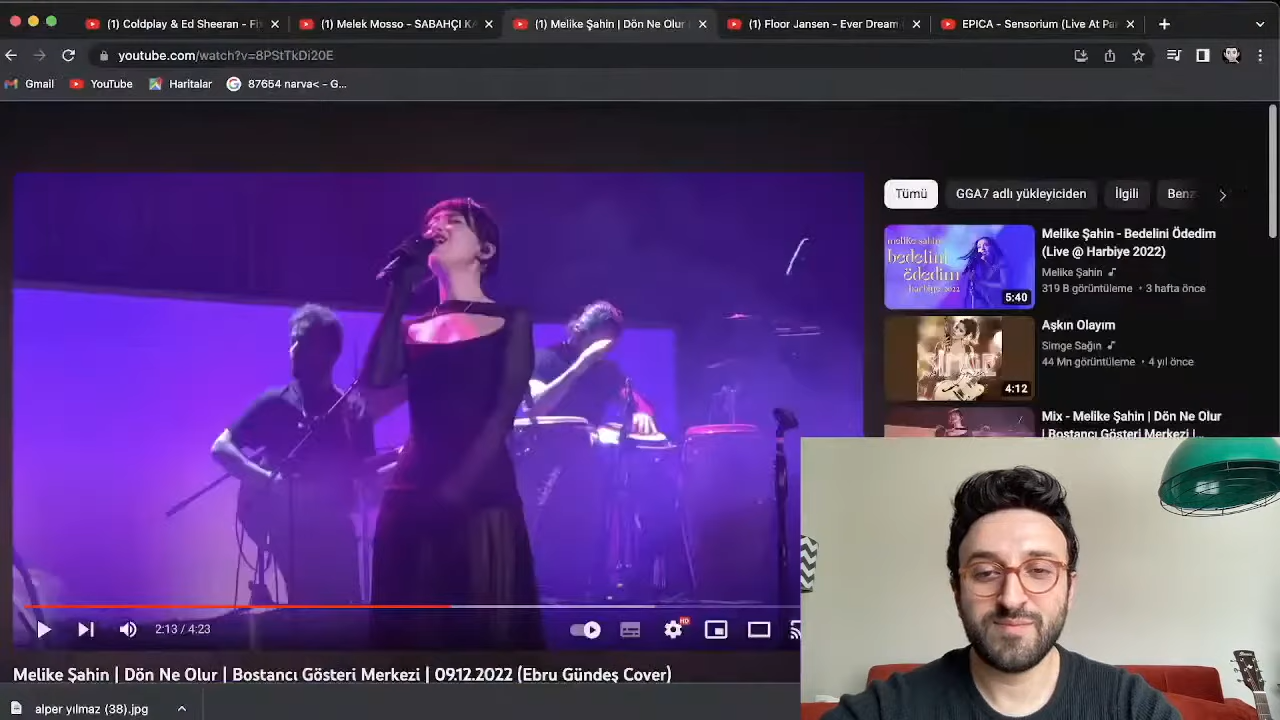 (1) Coldplay & Ed Sheeran - Fix
(1) Melek Mosso - SABAHÇI K
(1) Melike Şahin | Dön Ne Olur
(1) Floor Jansen - Ever Dream
EPICA - Sensorium (Live At Par
youtube.com/watch?v=8PStTkDi20E
Gmail
YouTube
Haritalar
87654 narva< - G...
Tümü
GGA7 adlı yükleyiciden
İlgili
Benz
melike şahin
bedelini
ödedim
harbiye 2022
5:40
Melike Şahin - Bedelini Ödedim
(Live @ Harbiye 2022)
Melike Şahin
319 B görüntüleme • 3 hafta önce
SİMGE
4:12
Aşkın Olayım
Simge Sağın
44 Mn görüntüleme • 4 yıl önce
Mix - Melike Şahin | Dön Ne Olur
| Bostancı Gösteri Merkezi |...
2:13 / 4:23
HD
Melike Şahin | Dön Ne Olur | Bostancı Gösteri Merkezi | 09.12.2022 (Ebru Gündeş Cover)
alper yılmaz (38).jpg